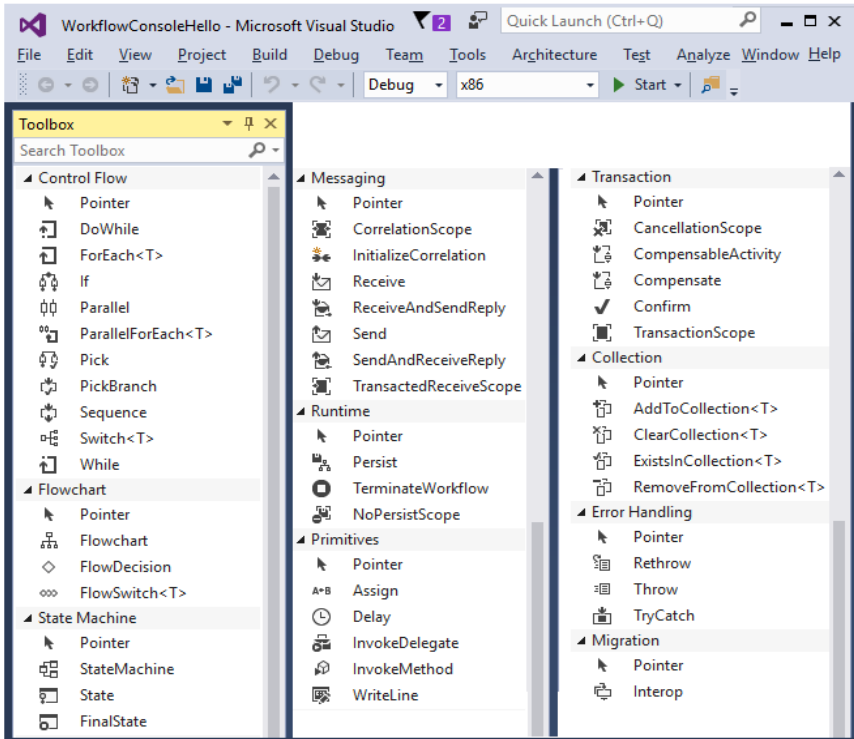 WorkflowConsoleHello - Microsoft Visual Studio 2 Quick Launch (Ctrl+Q)
File Edit View Project Build Debug Team Tools Architecture Test Analyze Window Help
Debug x86 Start
Toolbox
Search Toolbox
Control Flow
Pointer
DoWhile
ForEach<T>
If
Parallel
ParallelForEach<T>
Pick
PickBranch
Sequence
Switch<T>
While
Flowchart
Pointer
Flowchart
FlowDecision
FlowSwitch<T>
State Machine
Pointer
StateMachine
State
FinalState
Messaging
Pointer
CorrelationScope
InitializeCorrelation
Receive
ReceiveAndSendReply
Send
SendAndReceiveReply
TransactedReceiveScope
Runtime
Pointer
Persist
TerminateWorkflow
NoPersistScope
Primitives
Pointer
A+B Assign
Delay
InvokeDelegate
InvokeMethod
WriteLine
Transaction
Pointer
CancellationScope
CompensableActivity
Compensate
Confirm
TransactionScope
Collection
Pointer
AddToCollection<T>
ClearCollection<T>
ExistsInCollection<T>
RemoveFromCollection<T>
Error Handling
Pointer
Rethrow
Throw
TryCatch
Migration
Pointer
Interop